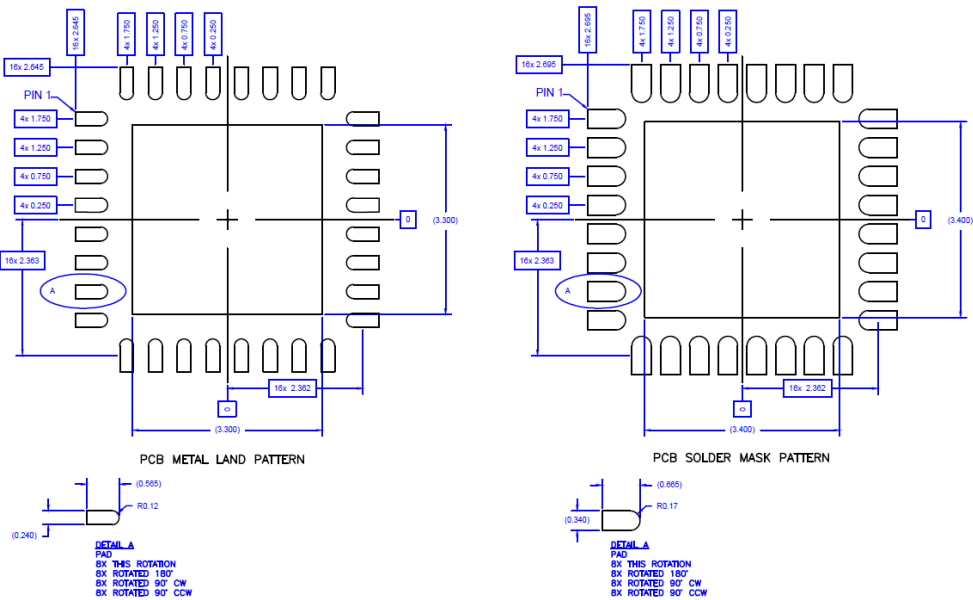 16x 2.645
4x 1.750
4x 1.250
4x 0.750
4x 0.250
16x 2.645
PIN 1
4x 1.750
4x 1.250
4x 0.750
4x 0.250
0
(3.300)
16x 2.363
A
16x 2.362
0
(3.300)
PCB METAL LAND PATTERN
(0.565)
R0.12
(0.240)
DETAIL A
PAD
8X THIS ROTATION
8X ROTATED 180°
8X ROTATED 90° CW
8X ROTATED 90° CCW
16x 2.695
4x 1.750
4x 1.250
4x 0.750
4x 0.250
16x 2.695
PIN 1
4x 1.750
4x 1.250
4x 0.750
4x 0.250
0
(3.400)
16x 2.363
A
16x 2.362
0
(3.400)
PCB SOLDER MASK PATTERN
(0.665)
R0.17
(0.340)
DETAIL A
PAD
8X THIS ROTATION
8X ROTATED 180°
8X ROTATED 90° CW
8X ROTATED 90° CCW